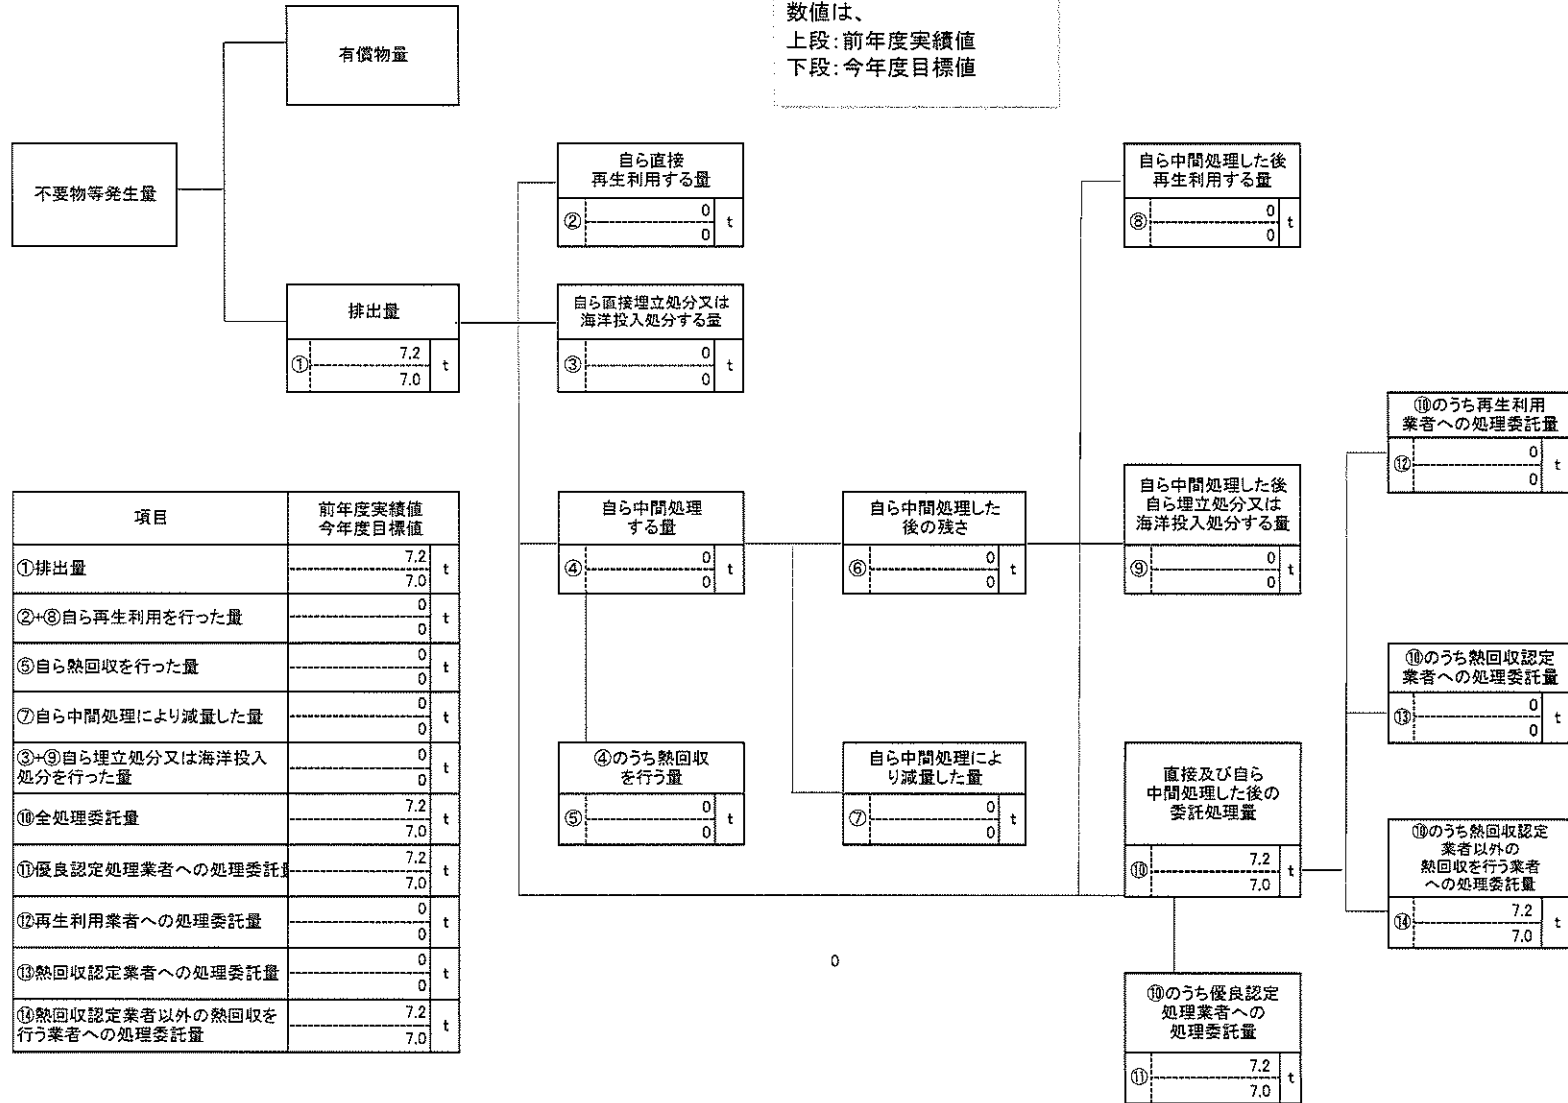 数値は、
上段:前年度実績値
下段:今年度目標値
有償物量
不要物等発生量
排出量
① 7.2 t
7.0
自ら直接
再生利用する量
② 0 t
0
自ら直接埋立処分又は
海洋投入処分する量
③ 0 t
0
自ら中間処理した後
再生利用する量
⑧ 0 t
0
自ら中間処理
する量
④ 0 t
0
自ら中間処理した
後の残さ
⑥ 0 t
0
自ら中間処理した後
自ら埋立処分又は
海洋投入処分する量
⑨ 0 t
0
④のうち熱回収
を行う量
⑤ 0 t
0
自ら中間処理によ
り減量した量
⑦ 0 t
0
直接及び自ら
中間処理した後の
委託処理量
⑩ 7.2 t
7.0
⑩のうち再生利用
業者への処理委託量
⑫ 0 t
0
⑩のうち熱回収認定
業者への処理委託量
⑬ 0 t
0
⑩のうち熱回収認定
業者以外の
熱回収を行う業者
への処理委託量
⑭ 7.2 t
7.0
0
⑩のうち優良認定
処理業者への
処理委託量
⑪ 7.2 t
7.0
項目 前年度実績値
今年度目標値
①排出量 7.2 t
7.0
②+⑧自ら再生利用を行った量 0 t
0
⑤自ら熱回収を行った量 0 t
0
⑦自ら中間処理により減量した量 0 t
0
③+⑨自ら埋立処分又は海洋投入
処分を行った量 0 t
0
⑩全処理委託量 7.2 t
7.0
⑪優良認定処理業者への処理委託量 7.2 t
7.0
⑫再生利用業者への処理委託量 0 t
0
⑬熱回収認定業者への処理委託量 0 t
0
⑭熱回収認定業者以外の熱回収を
行う業者への処理委託量 7.2 t
7.0